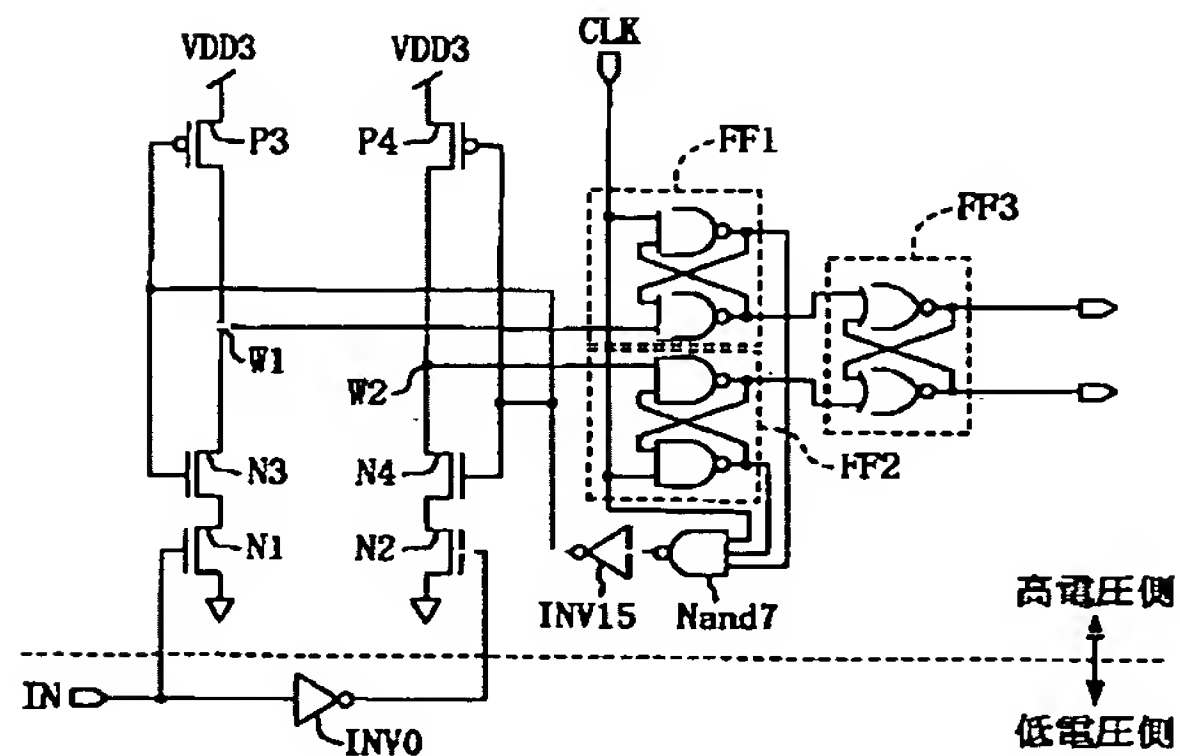 CLK
VDD3
VDD3
P3
P4
FF1
FF3
W1
W2
N3
N4
FF2
N1
N2
INV15
Nand7
高電圧側
IN
INV0
低電圧側